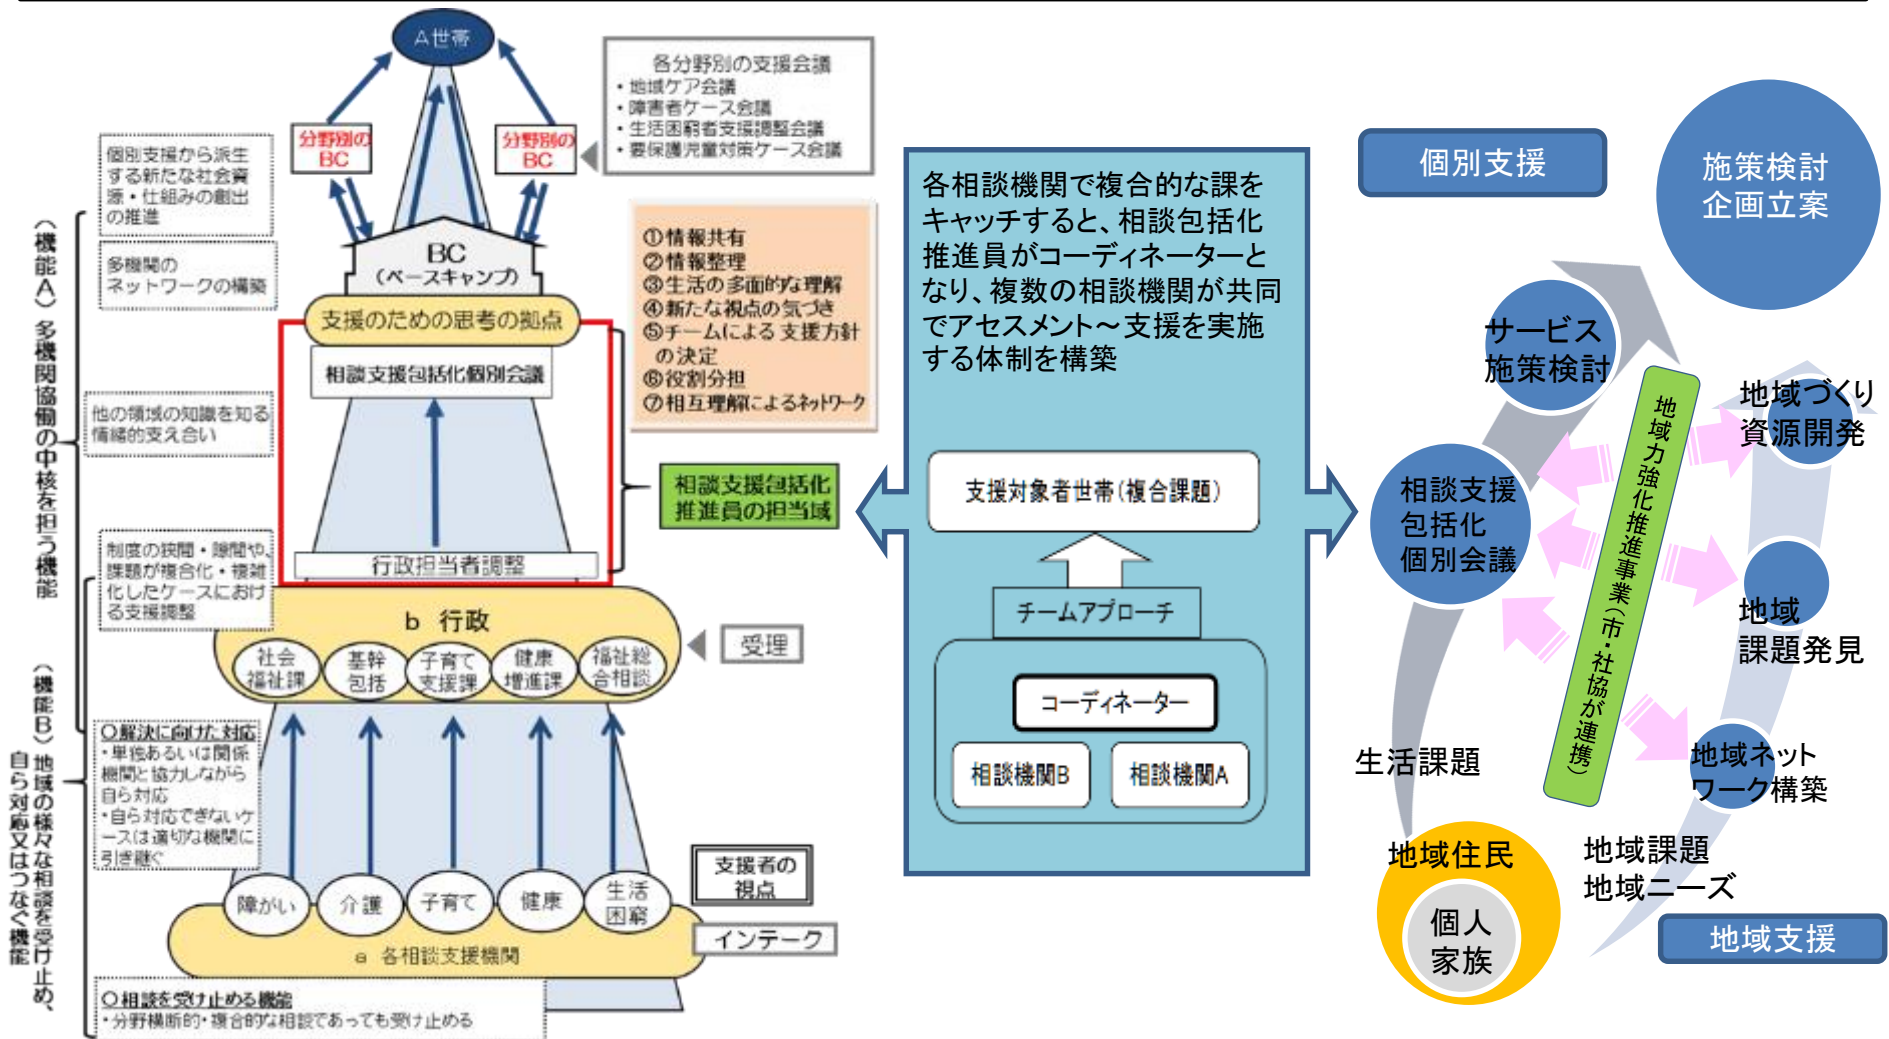 A世帯
各分野別の支援会議
・地域ケア会議
・障害者ケース会議
・生活困窮者支援調整会議
・要保護児童対策ケース会議
分野別の
BC
分野別の
BC
個別支援から派生
する新たな社会資
源・仕組みの創出
の推進
多機関の
ネットワークの構築
BC
(ベースキャンプ)
支援のための思考の拠点
相談支援包括化個別会議
①情報共有
②情報整理
③生活の多面的な理解
④新たな視点の気づき
⑤チームによる支援方針
の決定
⑥役割分担
⑦相互理解によるネットワーク
(機能A)多機関協働の中核を担う機能
他の領域の知識を知る
情緒的支え合い
相談支援包括化
推進員の担当域
制度の狭間・隙間や、
課題が複合化・複雑
化したケースにおけ
る支援調整
行政担当者調整
b 行政
受理
社会
福祉課
基幹
包括
子育て
支援課
健康
増進課
福祉総
合相談
(機能B)地域の様々な相談を受け止め、
自ら対応又はつなぐ機能
○解決に向けた対応
・単独あるいは関係
機関と協力しながら
自ら対応
・自ら対応できないケ
ースは適切な機関に
引き継ぐ
支援者の
視点
障がい
介護
子育て
健康
生活
困窮
インテーク
a 各相談支援機関
○相談を受け止める機能
・分野横断的・複合的な相談であっても受け止める
各相談機関で複合的な課を
キャッチすると、相談包括化
推進員がコーディネーターと
なり、複数の相談機関が共同
でアセスメント～支援を実施
する体制を構築
支援対象者世帯(複合課題)
チームアプローチ
コーディネーター
相談機関B
相談機関A
個別支援
施策検討
企画立案
サービス
施策検討
地域づくり
資源開発
地域力強化推進事業(市・社協が連携)
相談支援
包括化
個別会議
地域
課題発見
生活課題
地域ネット
ワーク構築
地域住民
個人
家族
地域課題
地域ニーズ
地域支援